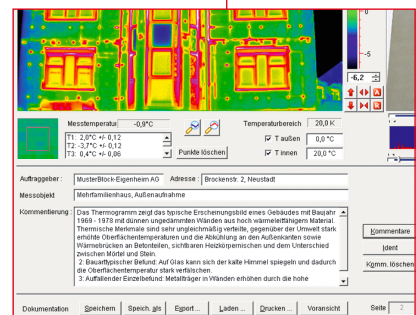 0
-5
-6,2
Messtemperatur -0,9°C Temperaturbereich 20,0 K
T1: 2,0°C +/- 0,12
T2: -3,7°C +/- 0,12
T3: 0,4°C +/- 0,06
Punkte löschen
T außen 0,0 °C
T innen 20,0 °C
Auftraggeber : MusterBlock-Eigenheim AG Adresse : Brockenstr. 2, Neustadt
Messobjekt Mehrfamilienhaus, Außenaufnahme
Kommentierung : Das Thermogramm zeigt das typische Erscheinungsbild eines Gebäudes mit Baujahr
1969 - 1978 mit dünnen ungedämmten Wänden aus hoch wärmeleitfähigem Material.
Thermische Merkmale sind sehr ungleichmäßig verteilte, gegenüber der Umwelt stark
erhöhte Oberflächentemperaturen und die Abkühlung an den Außenkanten sowie
Wärmebrücken an Betonteilen, sichtbaren Heizkörpernischen und dem Unterschied
zwischen Mörtel und Stein.
2: Bauarttypischer Befund: Auf Glas kann sich der kalte Himmel spiegeln und dadurch
die Oberflächentemperatur stark verfälschen.
3: Auffallender Einzelbefund: Metallträger in Wänden erhöhen durch die hohe
Kommentare
Ident
Komm. löschen
Dokumentation Speichern Speich. als Export ... Laden ... Drucken ... Voransicht Seite 2